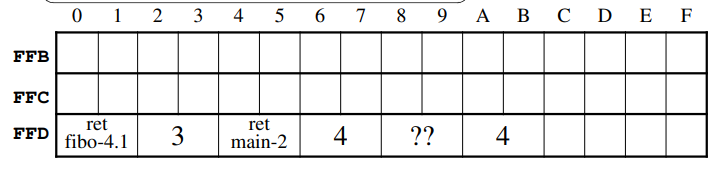 0 1 2 3 4 5 6 7 8 9 A B C D E F
FFB
FFC
FFD ret fibo-4.1 3 ret main-2 4 ?? 4